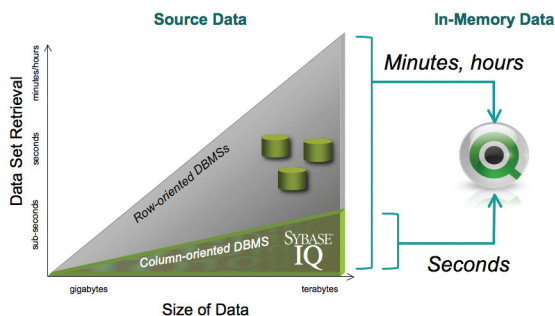 Source Data
In-Memory Data
Minutes, hours
Data Set Retrieval
minutes/hours
seconds
sub-seconds
Row-oriented DBMSs
Column-oriented DBMS
SYBASE®
IQ
Seconds
gigabytes
terabytes
Size of Data